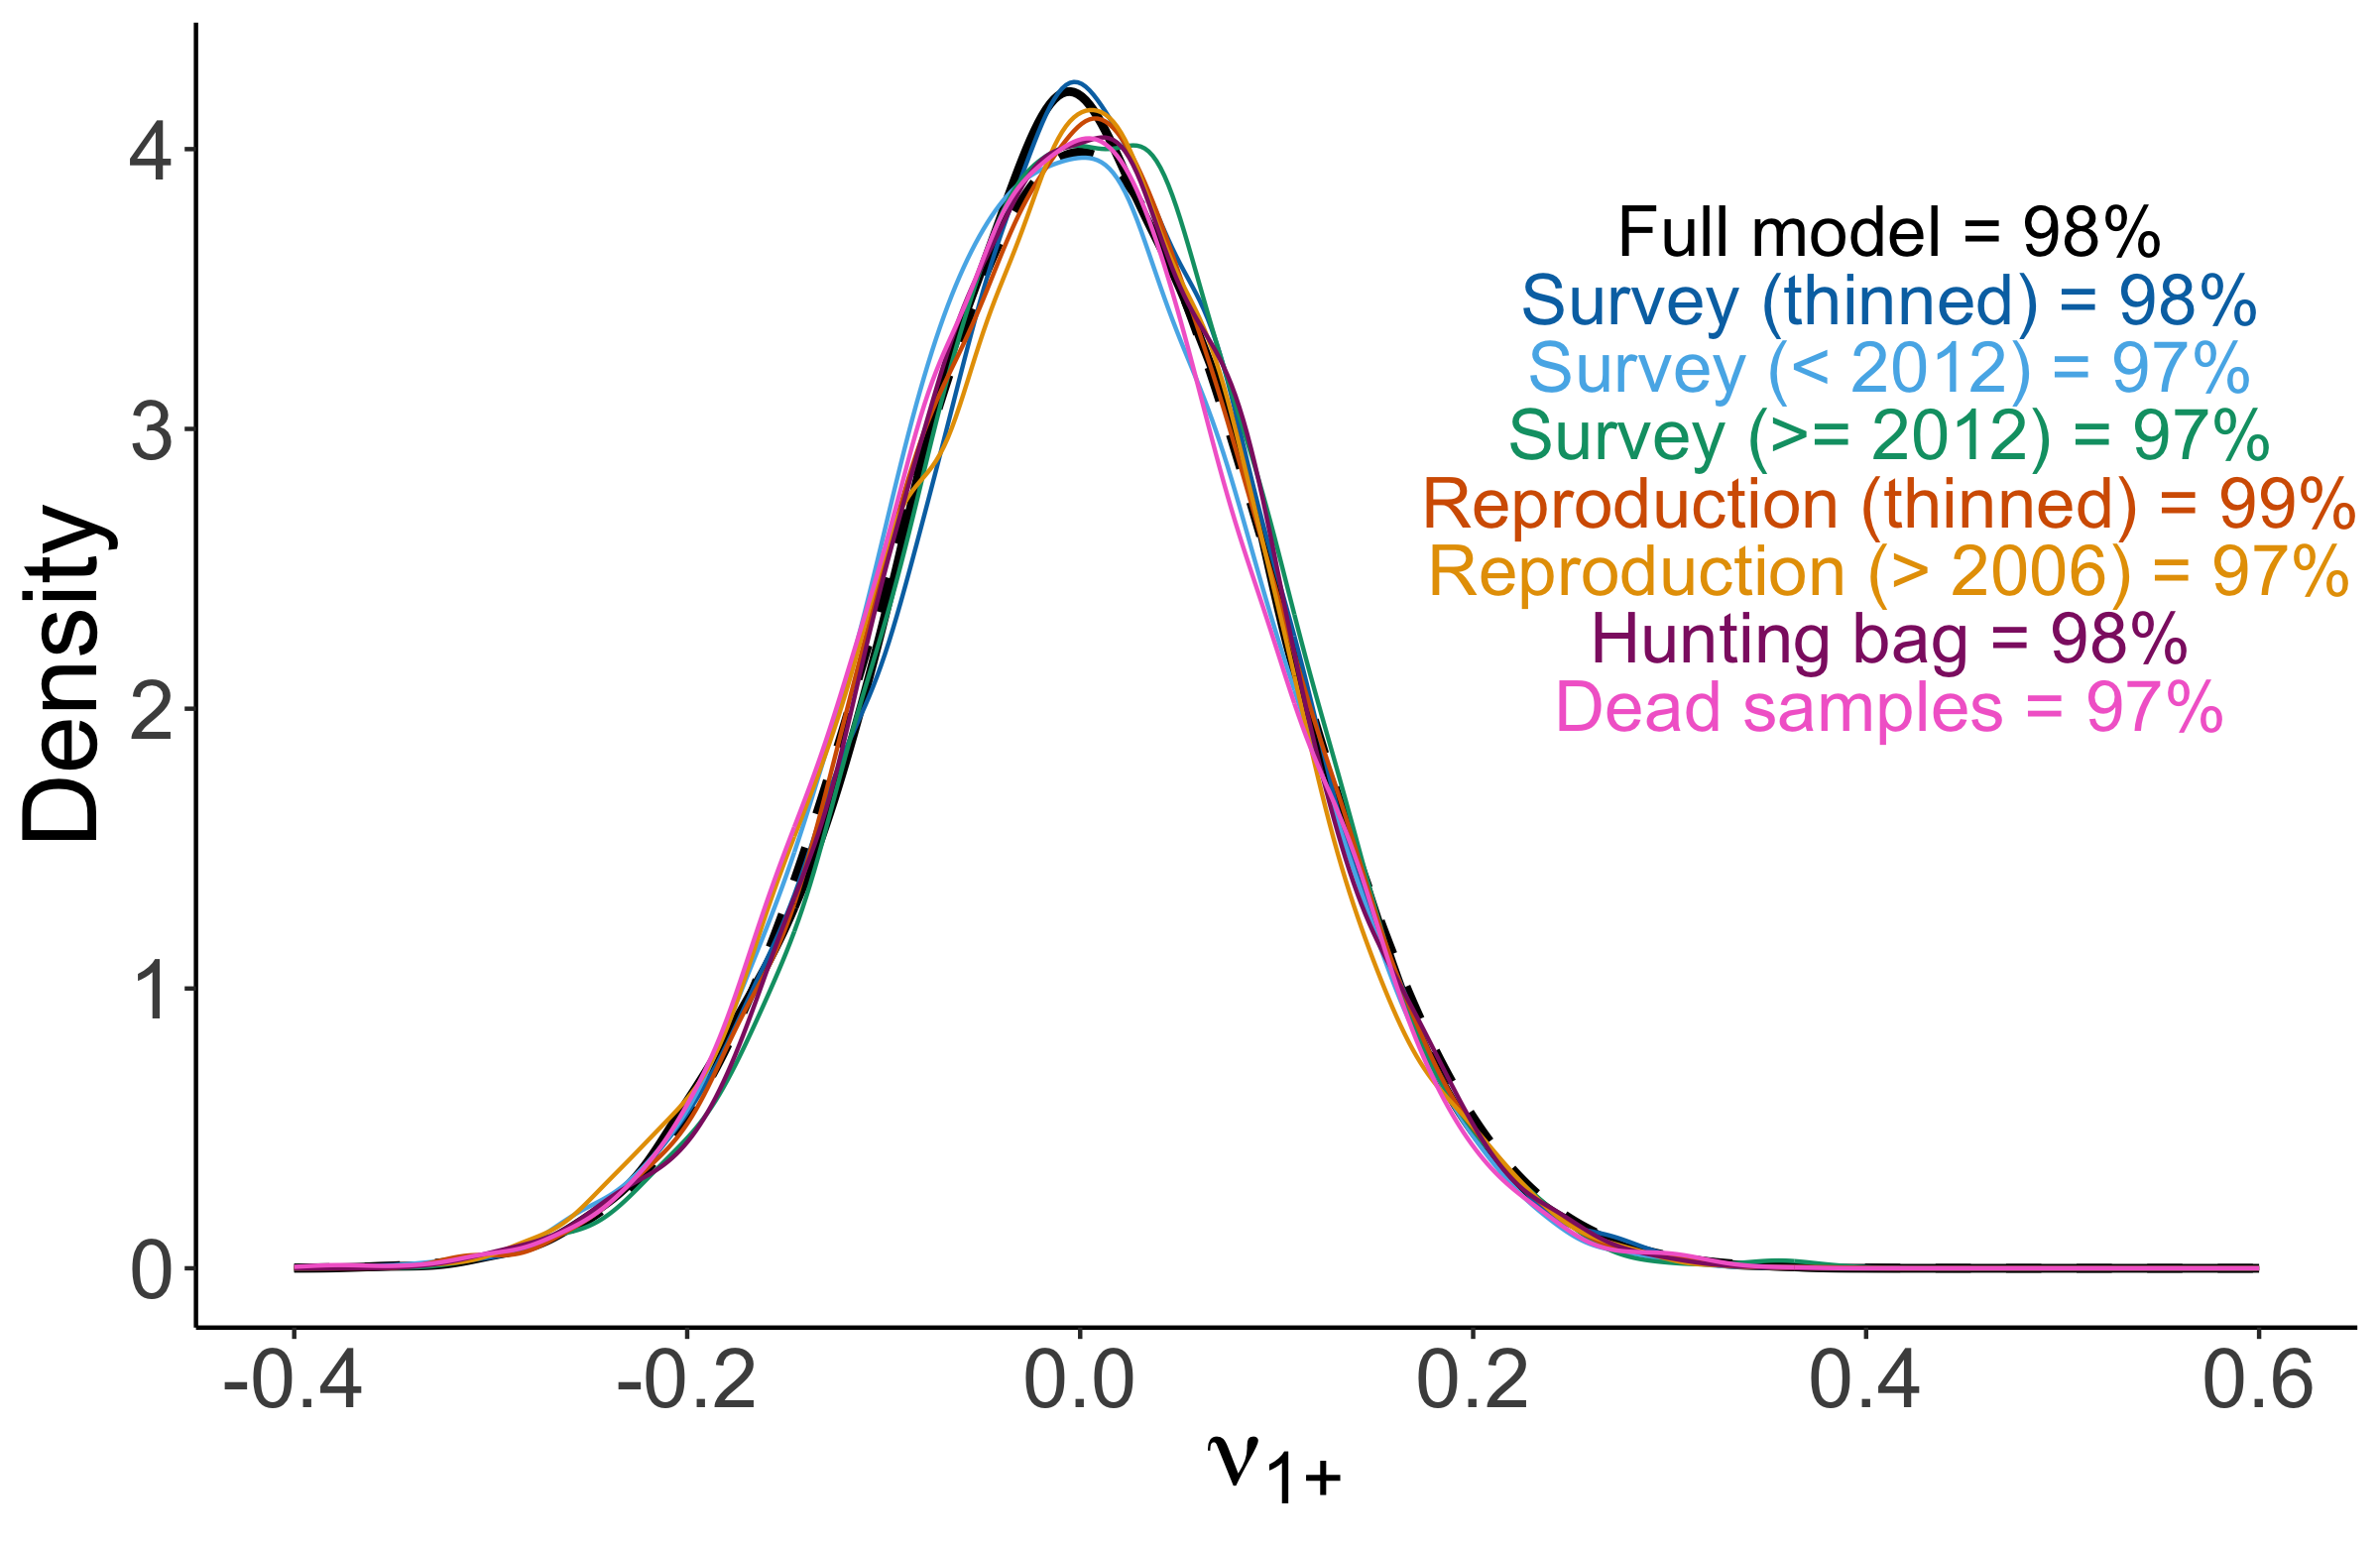 Density
4
3
2
1
0
Full model = 98%
Survey (thinned) = 98%
Survey (< 2012) = 97%
Survey (>= 2012) = 97%
Reproduction (thinned) = 99%
Reproduction (> 2006) = 97%
Hunting bag = 98%
Dead samples = 97%
-0.4 -0.2 0.0 0.2 0.4 0.6
ν1+